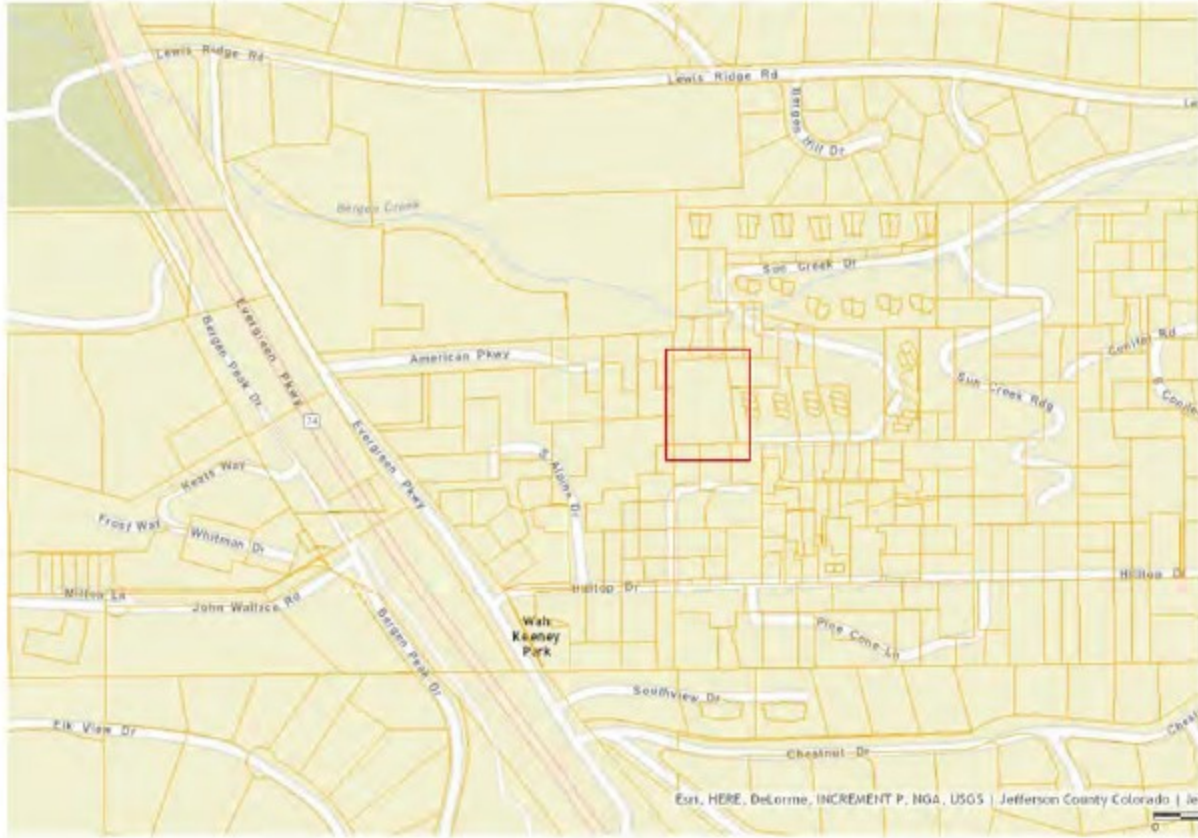 Lewis Ridge Rd
Lewis Ridge Rd
Bergen Hill Dr
Bergen Creek
Sun Creek Dr
Evergreen Pkwy
Bergen Peak Dr
American Pkwy
Conifer Rd
Sun Creek Rdg
74
Evergreen Pkwy
S Alpine Dr
Keats Way
Frost Way
Whitman Dr
Hilltop Dr
Hilltop Dr
Milton Ln
John Wallace Rd
Bergen Peak Dr
Wah
Keeney
Park
Pine Cone Ln
Southview Dr
Elk View Dr
Chestnut Dr
Esri, HERE, DeLorme, INCREMENT P, NGA, USGS | Jefferson County Colorado | Je
0